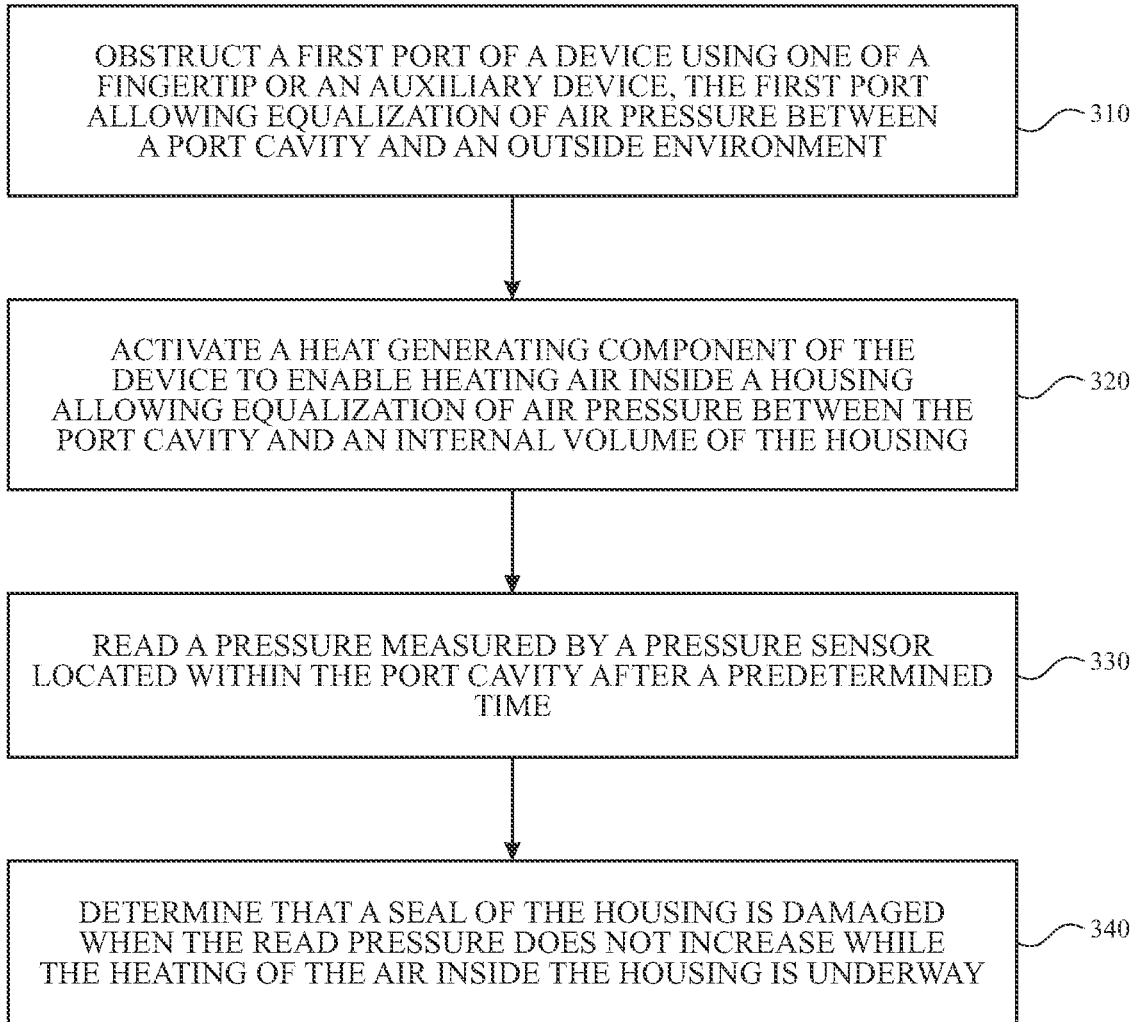 OBSTRUCT A FIRST PORT OF A DEVICE USING ONE OF A
FINGERTIP OR AN AUXILIARY DEVICE, THE FIRST PORT
ALLOWING EQUALIZATION OF AIR PRESSURE BETWEEN
A PORT CAVITY AND AN OUTSIDE ENVIRONMENT
310
ACTIVATE A HEAT GENERATING COMPONENT OF THE
DEVICE TO ENABLE HEATING AIR INSIDE A HOUSING
ALLOWING EQUALIZATION OF AIR PRESSURE BETWEEN THE
PORT CAVITY AND AN INTERNAL VOLUME OF THE HOUSING
320
READ A PRESSURE MEASURED BY A PRESSURE SENSOR
LOCATED WITHIN THE PORT CAVITY AFTER A PREDETERMINED
TIME
330
DETERMINE THAT A SEAL OF THE HOUSING IS DAMAGED
WHEN THE READ PRESSURE DOES NOT INCREASE WHILE
THE HEATING OF THE AIR INSIDE THE HOUSING IS UNDERWAY
340